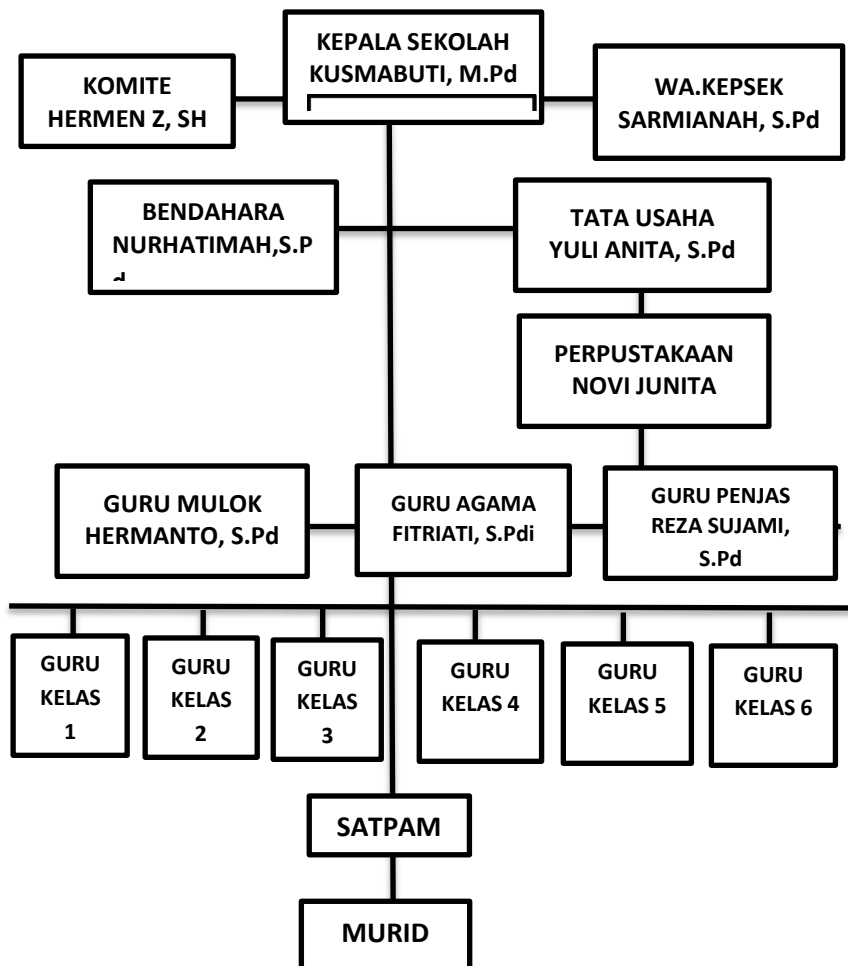 KEPALA SEKOLAH
KUSMABUTI, M.Pd
KOMITE
HERMEN Z, SH
WA.KEPSEK
SARMIANAH, S.Pd
BENDAHARA
NURHATIMAH,S.P
d
TATA USAHA
YULI ANITA, S.Pd
PERPUSTAKAAN
NOVI JUNITA
GURU MULOK
HERMANTO, S.Pd
GURU AGAMA
FITRIATI, S.Pdi
GURU PENJAS
REZA SUJAMI,
S.Pd
GURU
KELAS
1
GURU
KELAS
2
GURU
KELAS
3
GURU
KELAS 4
GURU
KELAS 5
GURU
KELAS 6
SATPAM
MURID